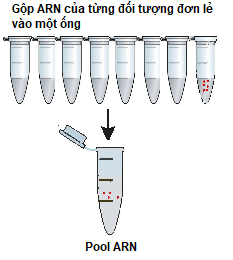 Gộp ARN của từng đối tượng đơn lẻ
vào một ống
Pool ARN